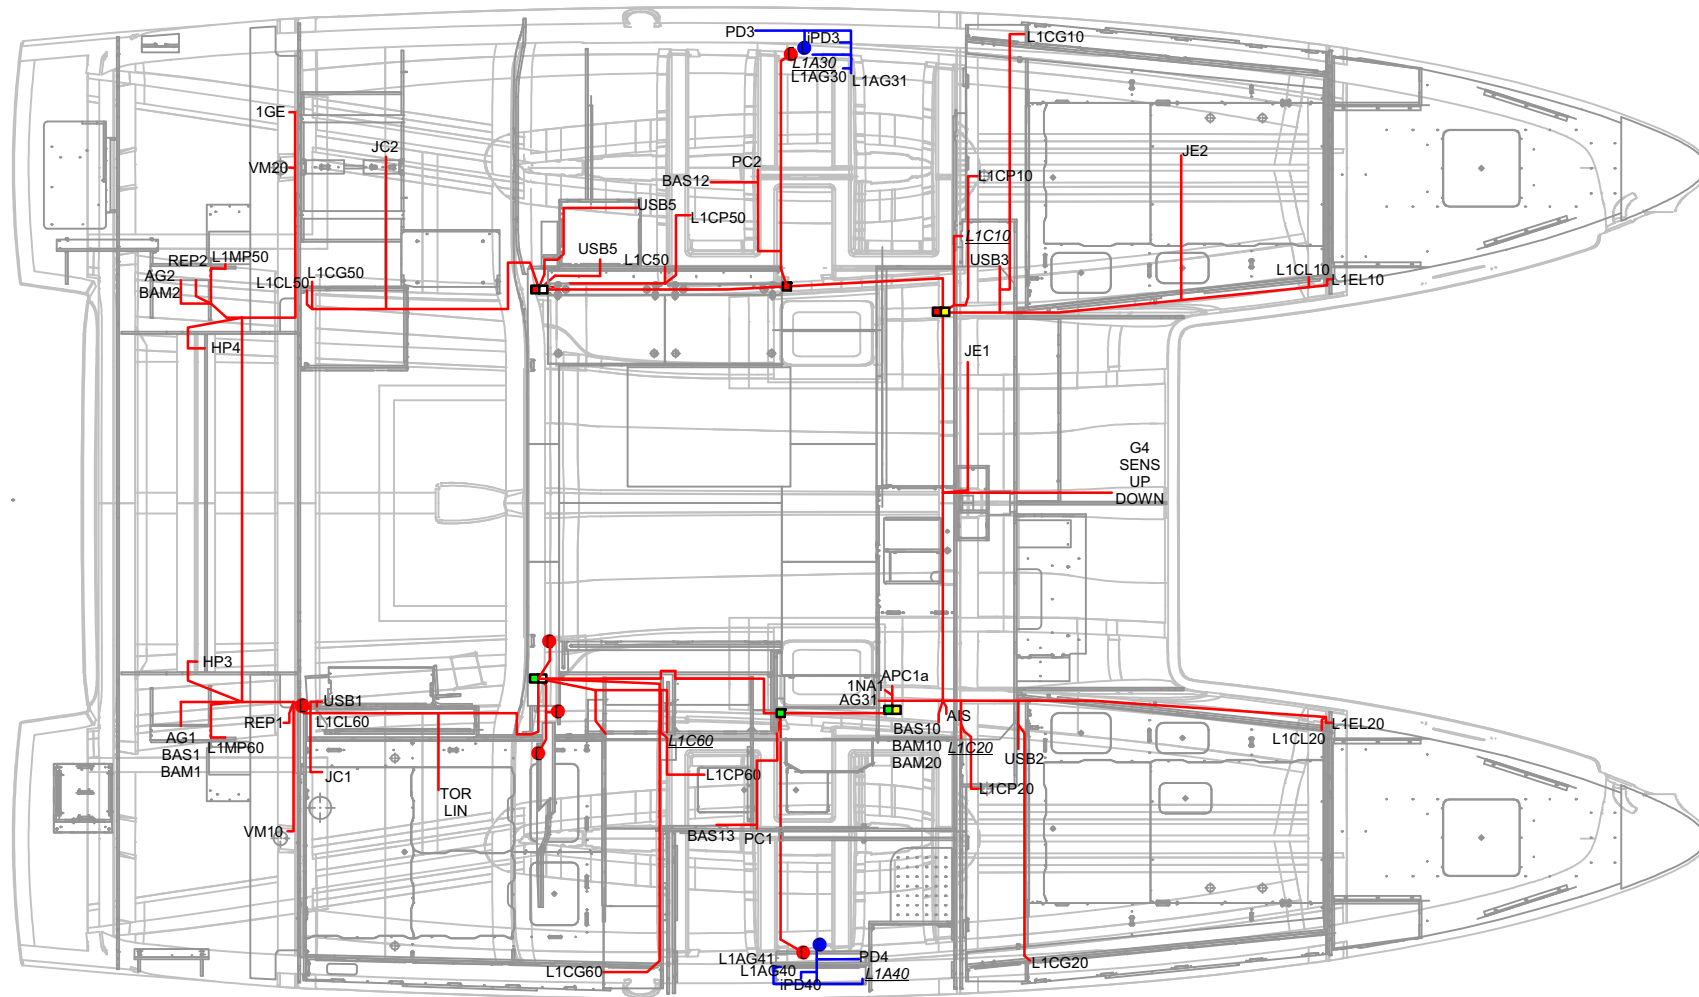 PD3
iPD3
L1CG10
L1A30
L1AG30
L1AG31
1GE
JC2
JE2
VM20
PC2
BAS12
L1CP10
USB5
L1CP50
L1C10
REP2
L1MP50
USB5
L1C50
USB3
AG2
L1CG50
L1CL10
L1CL50
L1EL10
BAM2
HP4
JE1
G4
SENS
UP
DOWN
HP3
APC1a
1NA1
AG31
USB1
AIS
REP1
L1CL60
L1EL20
BAS10
L1CL20
AG1
L1MP60
L1C60
BAM10
L1C20
BAS1
USB2
BAM20
BAM1
JC1
L1CP60
L1CP20
TOR
LIN
VM10
BAS13
PC1
L1AG41
PD4
L1CG20
L1CG60
L1AG40
L1A40
iPD40